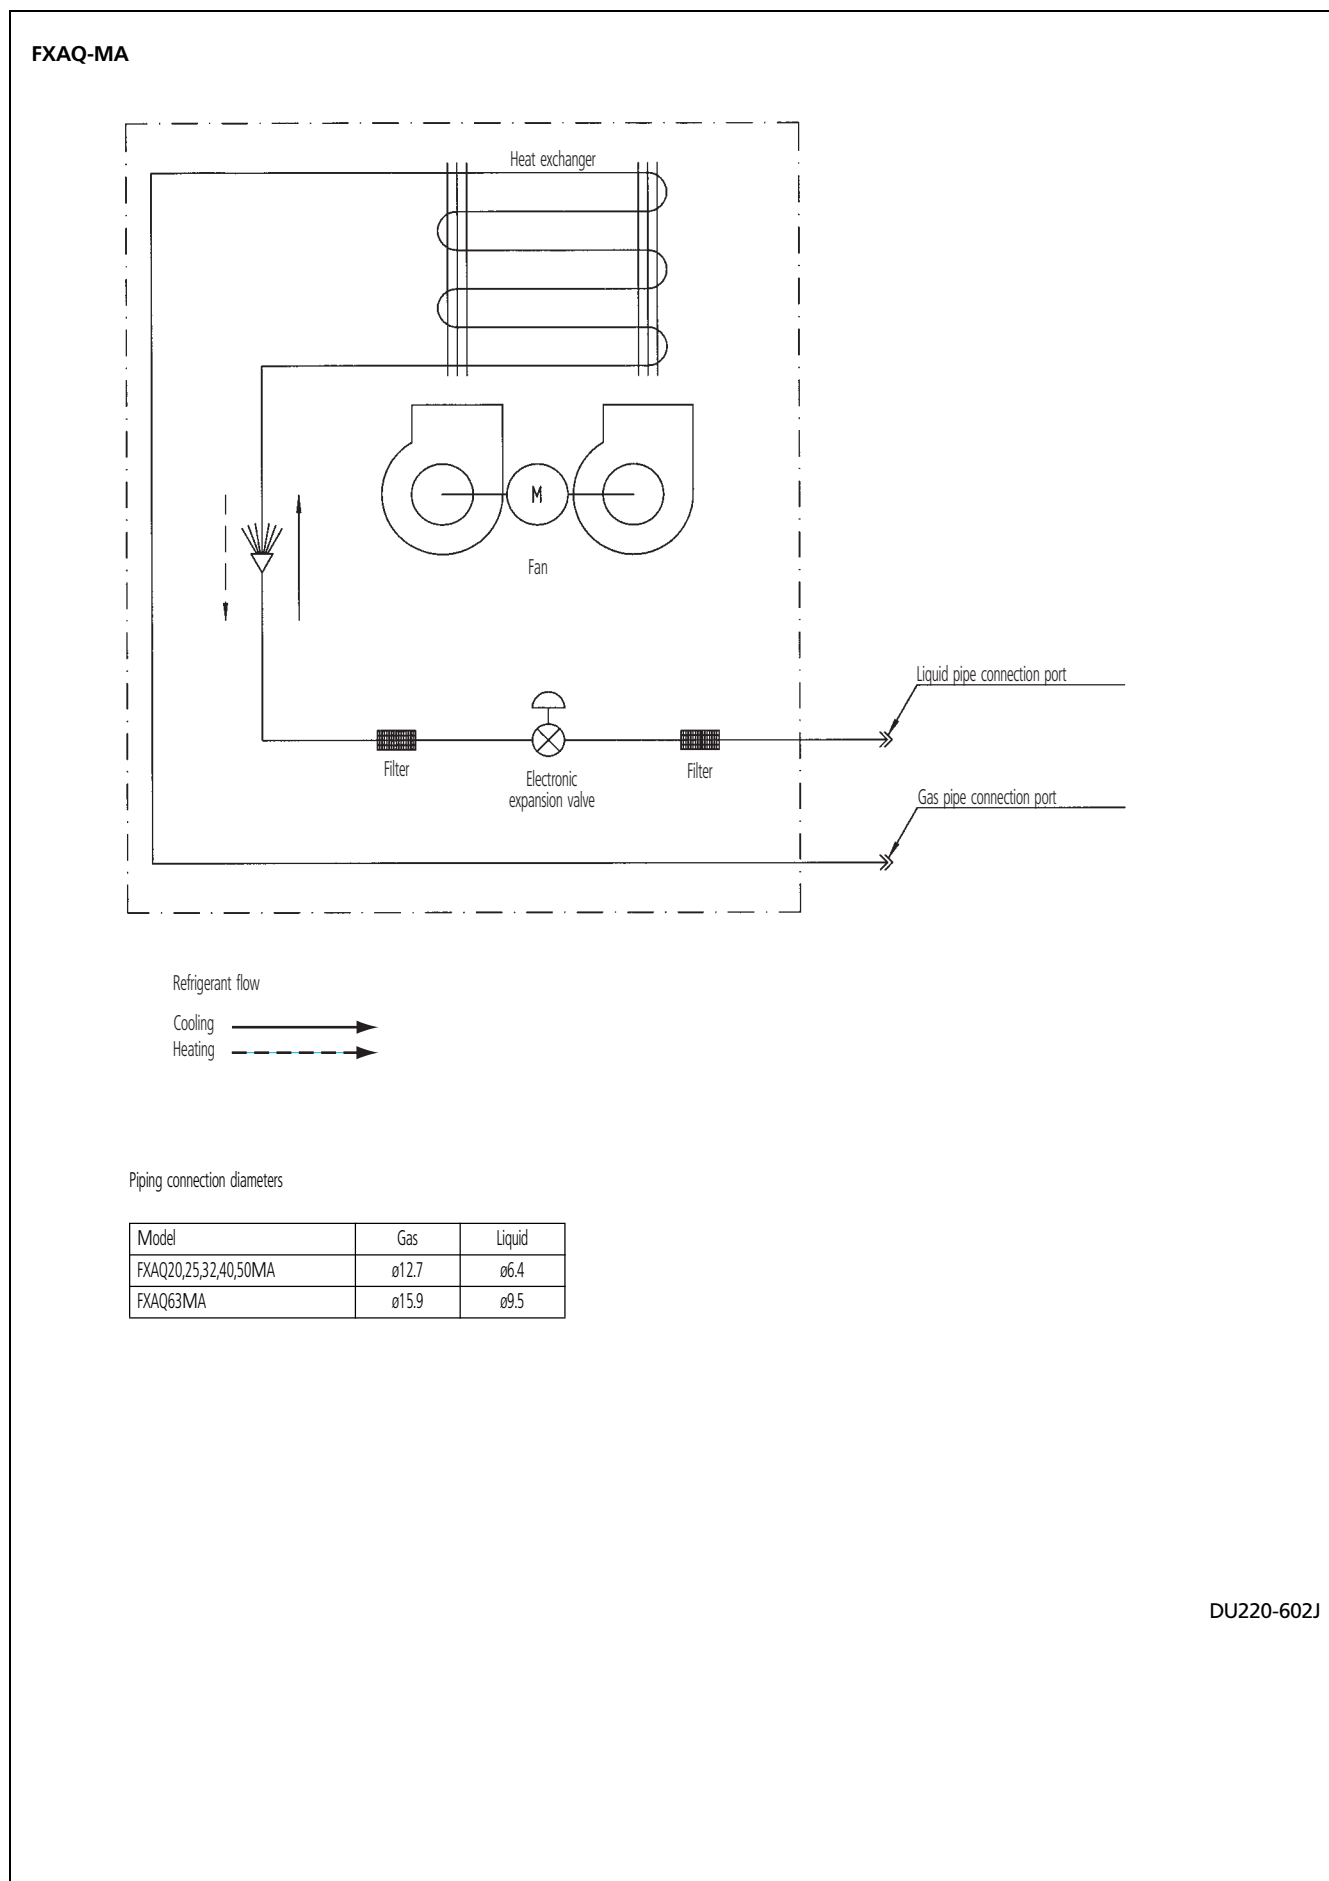 FXAQ-MA
Heat exchanger
M
Fan
Liquid pipe connection port
Filter
Electronic
expansion valve
Filter
Gas pipe connection port
Refrigerant flow
Cooling
Heating
Piping connection diameters
Model Gas Liquid
FXAQ20,25,32,40,50MA ø12.7 ø6.4
FXAQ63MA ø15.9 ø9.5
DU220-602J